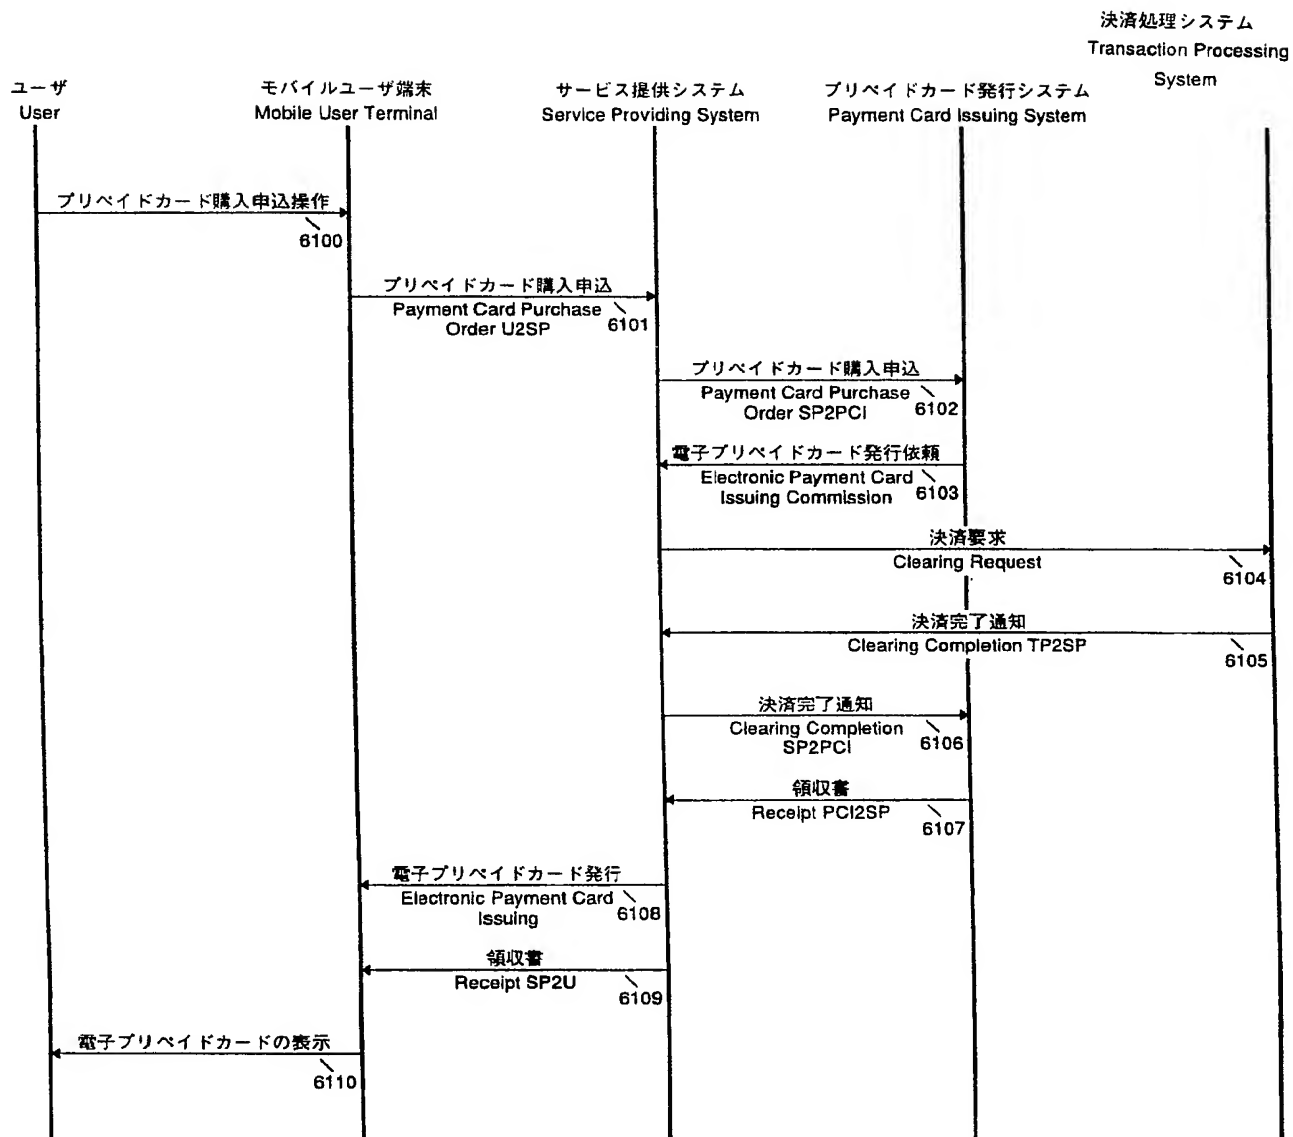 決済処理システム
Transaction Processing
System
ユーザ
User
モバイルユーザ端末
Mobile User Terminal
サービス提供システム
Service Providing System
プリペイドカード発行システム
Payment Card Issuing System
プリペイドカード購入申込操作
6100
プリペイドカード購入申込
Payment Card Purchase
Order U2SP
6101
プリペイドカード購入申込
Payment Card Purchase
Order SP2PCI
6102
電子プリペイドカード発行依頼
Electronic Payment Card
Issuing Commission
6103
決済要求
Clearing Request
6104
決済完了通知
Clearing Completion TP2SP
6105
決済完了通知
Clearing Completion
SP2PCI
6106
領収書
Receipt PCI2SP
6107
電子プリペイドカード発行
Electronic Payment Card
Issuing
6108
領収書
Receipt SP2U
6109
電子プリペイドカードの表示
6110